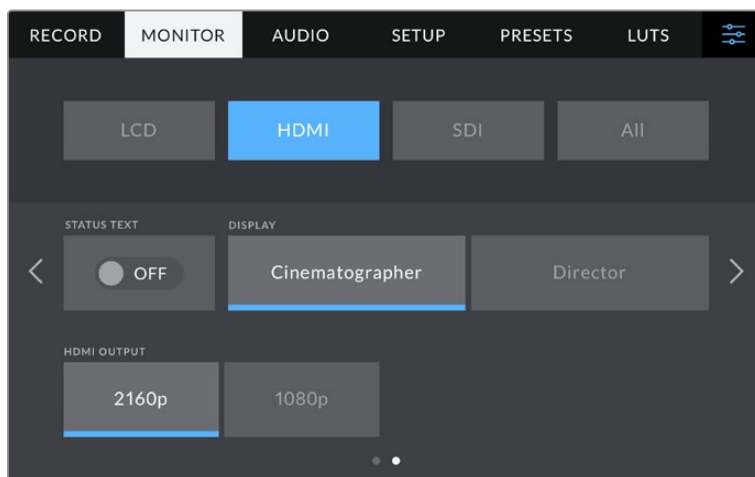 RECORD MONITOR AUDIO SETUP PRESETS LUTS
LCD HDMI SDI All
STATUS TEXT DISPLAY
OFF Cinematographer Director
HDMI OUTPUT
2160p 1080p